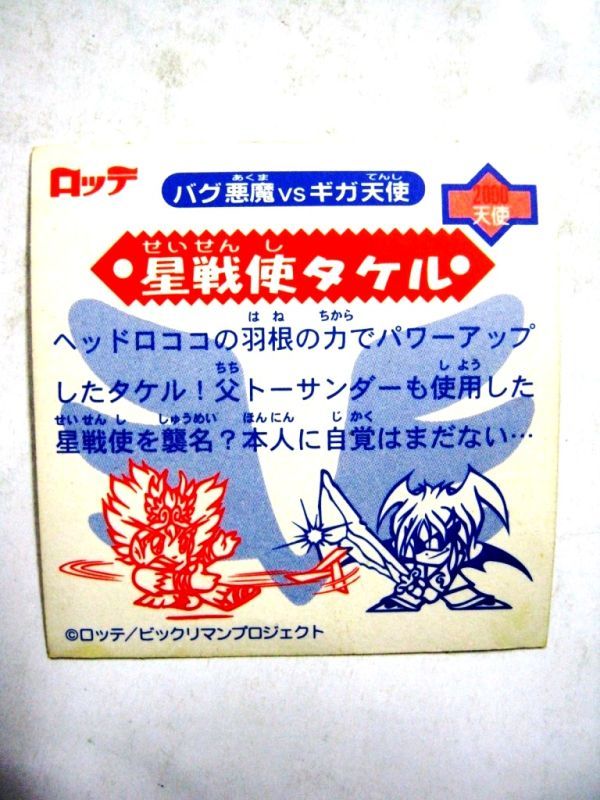 ロッテ
バグ悪魔vsギガ天使
あくま てんし
2000
天使
せいせんし
星戦使タケル
はね ちから
ヘッドロココの羽根の力でパワーアップ
ちち しよう
したタケル!父トーサンダーも使用した
せいせんし しゅうめい ほんにん じかく
星戦使を襲名?本人に自覚はまだない…
©ロッテ/ビックリマンプロジェクト